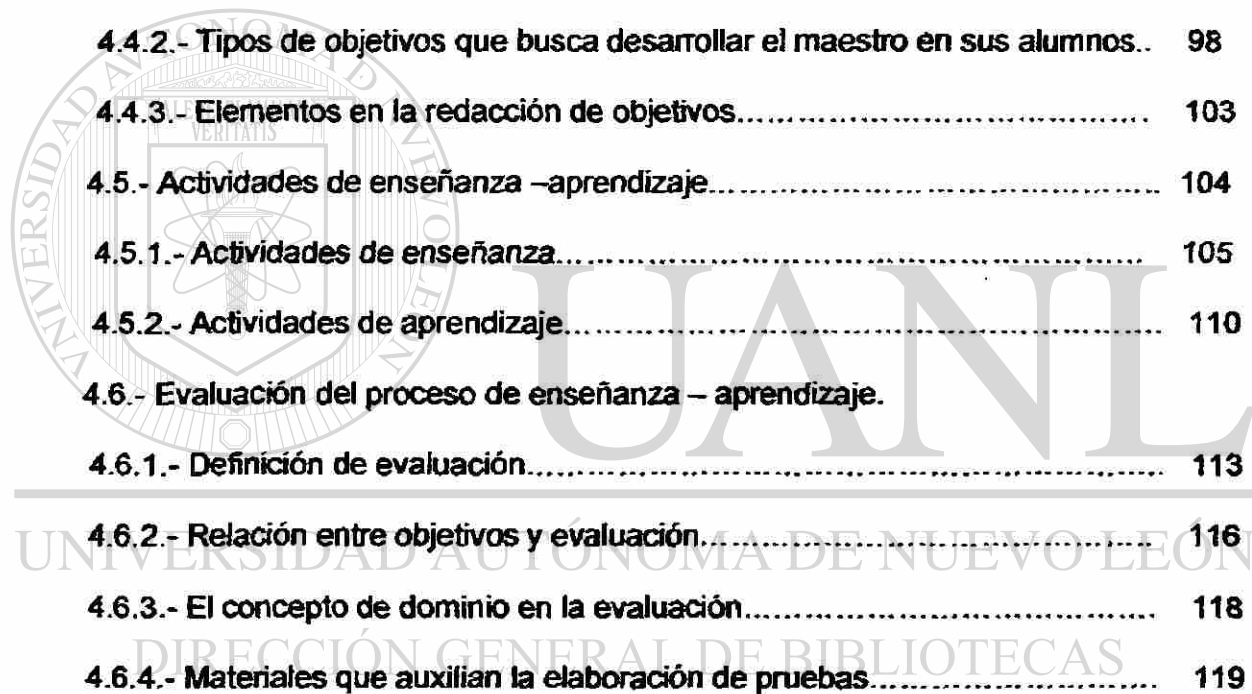 4.4.2.- Tipos de objetivos que busca desarrollar el maestro en sus alumnos.. 98
4.4.3.- Elementos en la redacción de objetivos........................................ 103
4.5.- Actividades de enseñanza –aprendizaje............................................ 104
4.5.1.- Actividades de enseñanza......................................................... 105
4.5.2.- Actividades de aprendizaje....................................................... 110
4.6.- Evaluación del proceso de enseñanza – aprendizaje.
4.6.1.- Definición de evaluación........................................................... 113
4.6.2.- Relación entre objetivos y evaluación......................................... 116
4.6.3.- El concepto de dominio en la evaluación.................................... 118
4.6.4.- Materiales que auxilian la elaboración de pruebas........................ 119
UANL
UNIVERSIDAD AUTÓNOMA DE NUEVO LEÓN
DIRECCIÓN GENERAL DE BIBLIOTECAS
VERITATIS